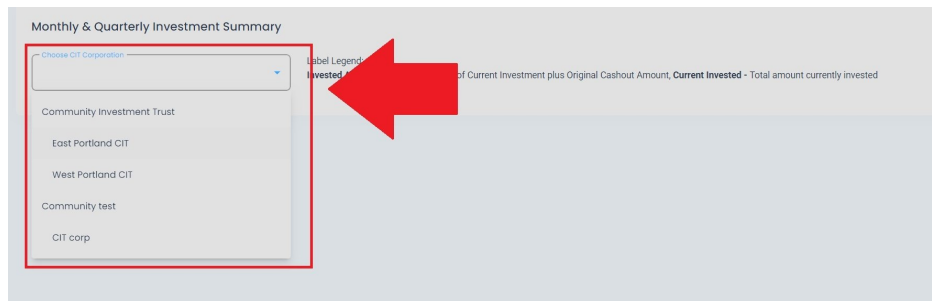 Monthly & Quarterly Investment Summary
Choose CIT Corporation
Label Legend:
Invested of Current Investment plus Original Cashout Amount, Current Invested - Total amount currently invested
Community Investment Trust
East Portland CIT
West Portland CIT
Community test
CIT corp